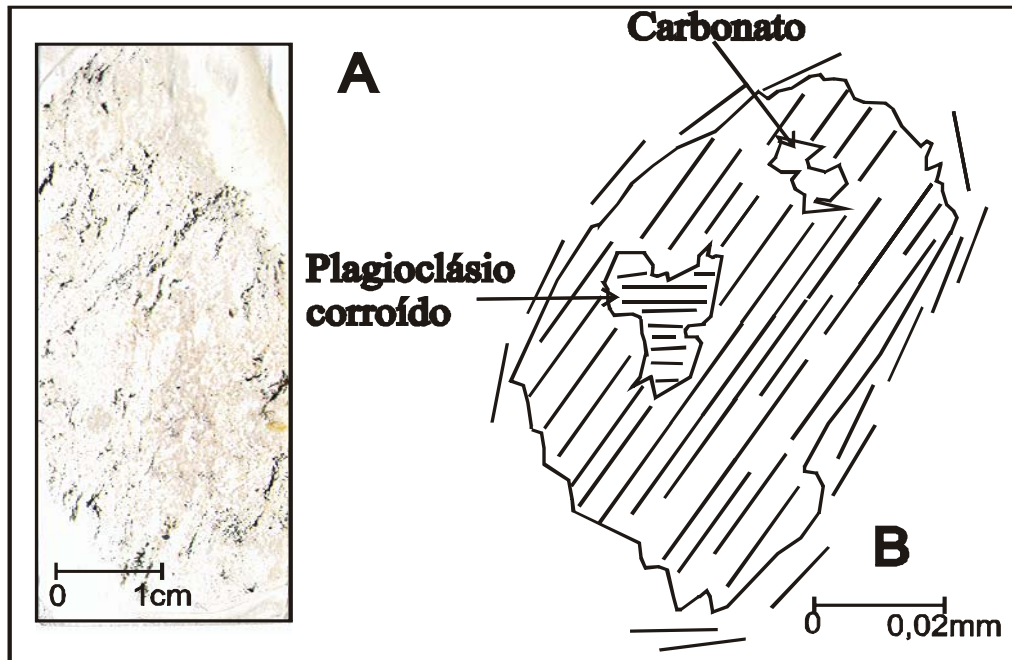 Carbonato
A
Plagioclásio
corroído
B
0 1cm
0 0,02mm